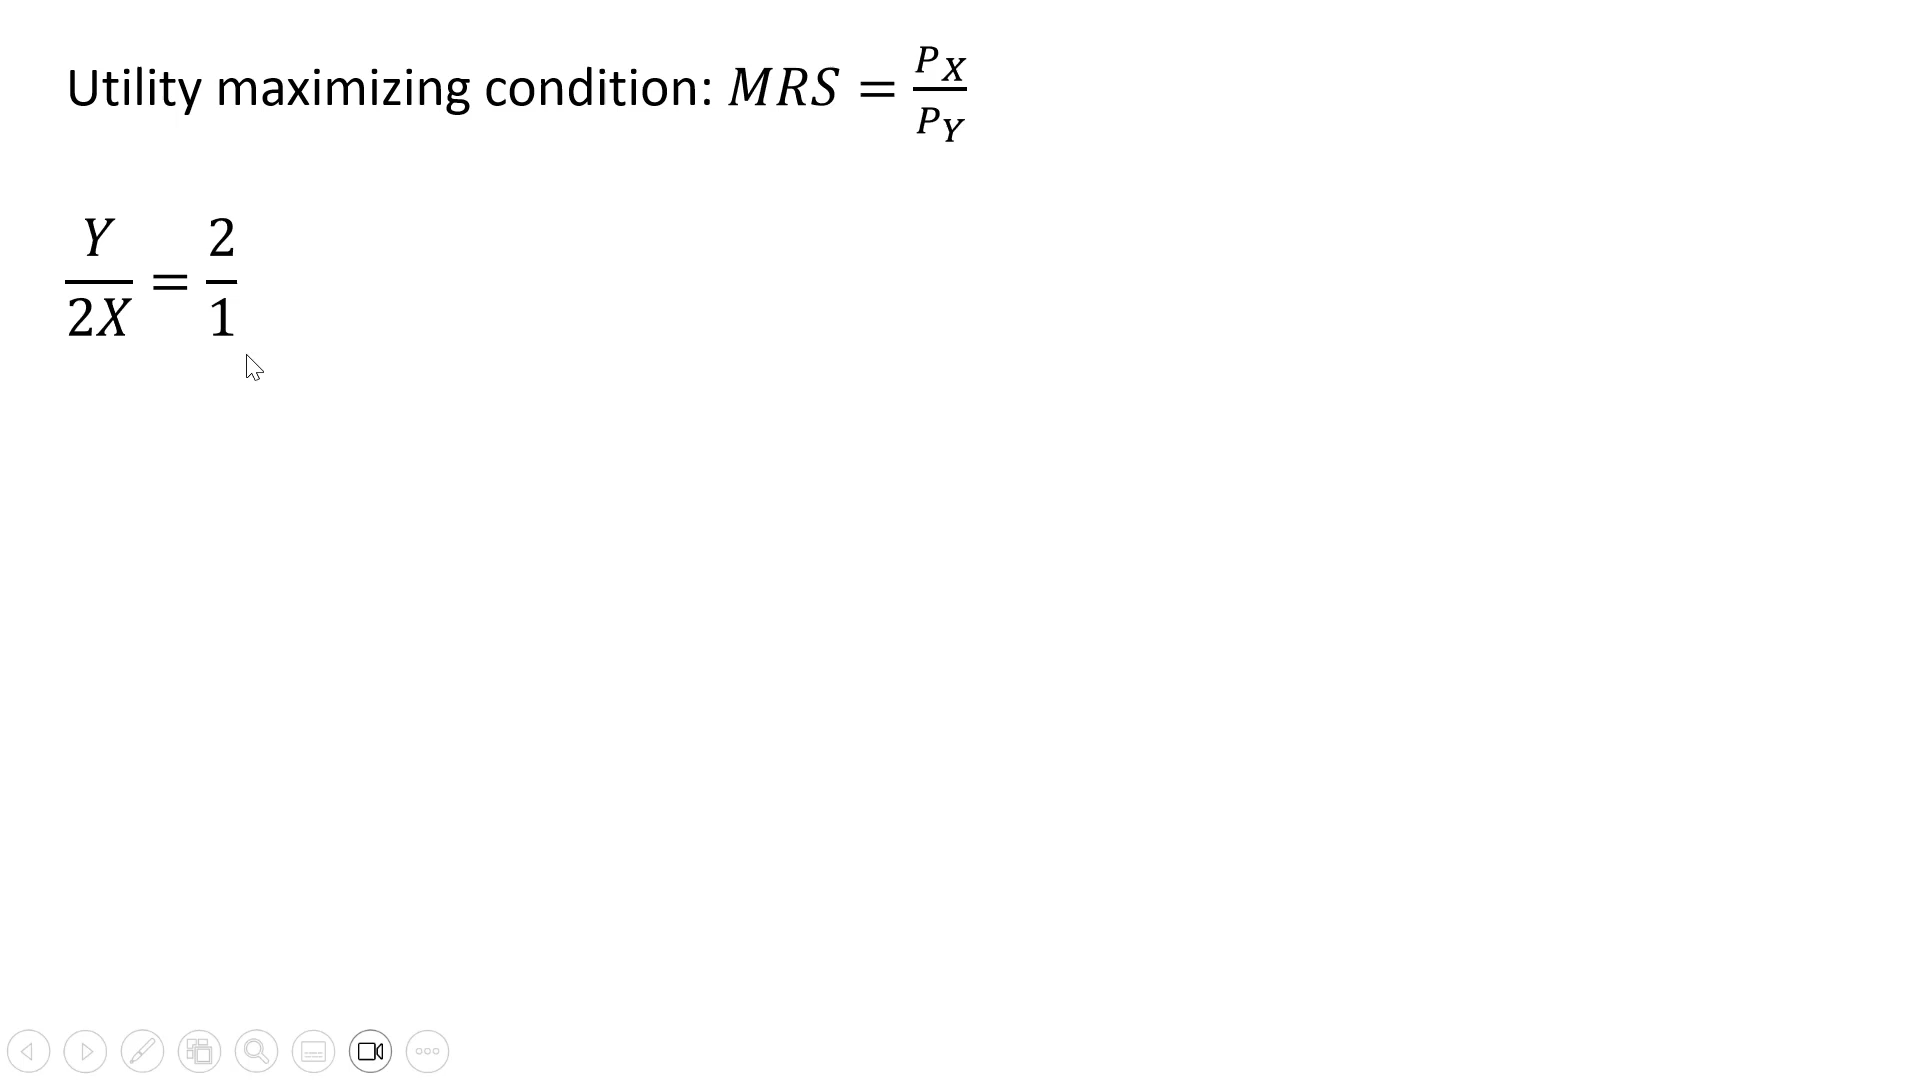 Utility maximizing condition: MRS = P_X/P_Y
Y/2X = 2/1